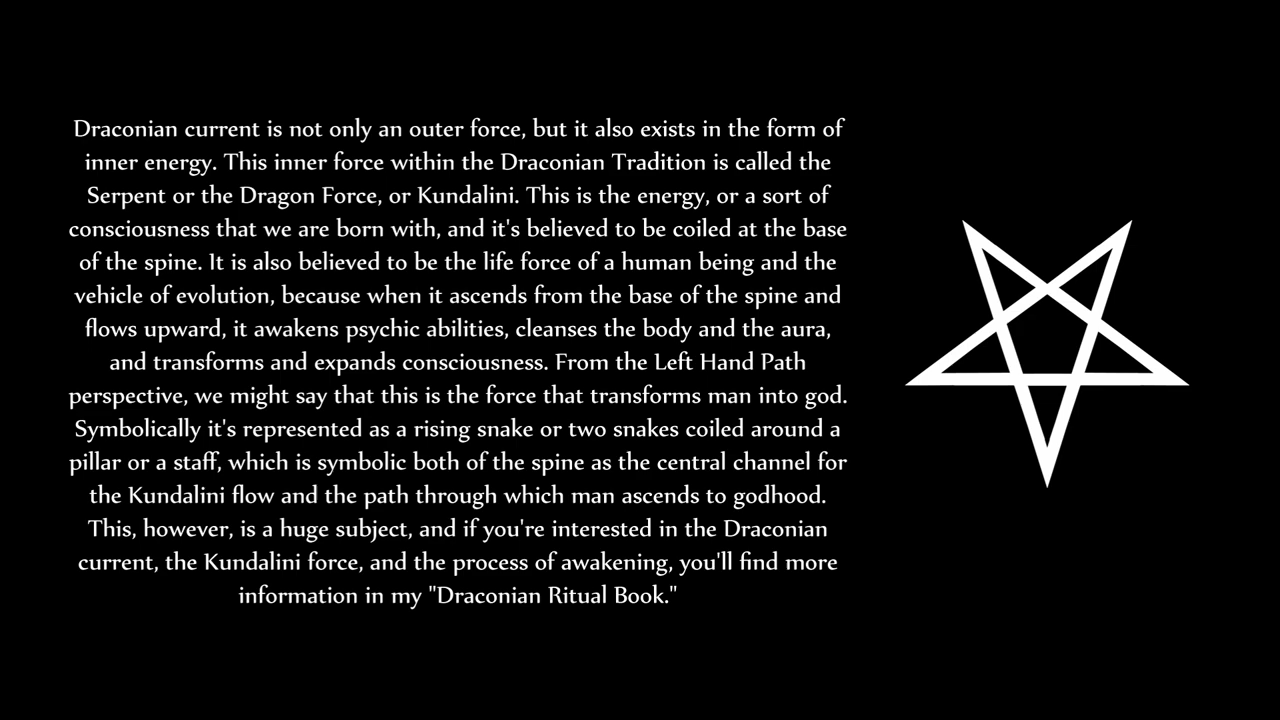 Draconian current is not only an outer force, but it also exists in the form of
inner energy. This inner force within the Draconian Tradition is called the
Serpent or the Dragon Force, or Kundalini. This is the energy, or a sort of
consciousness that we are born with, and it's believed to be coiled at the base
of the spine. It is also believed to be the life force of a human being and the
vehicle of evolution, because when it ascends from the base of the spine and
flows upward, it awakens psychic abilities, cleanses the body and the aura,
and transforms and expands consciousness. From the Left Hand Path
perspective, we might say that this is the force that transforms man into god.
Symbolically it's represented as a rising snake or two snakes coiled around a
pillar or a staff, which is symbolic both of the spine as the central channel for
the Kundalini flow and the path through which man ascends to godhood.
This, however, is a huge subject, and if you're interested in the Draconian
current, the Kundalini force, and the process of awakening, you'll find more
information in my "Draconian Ritual Book."